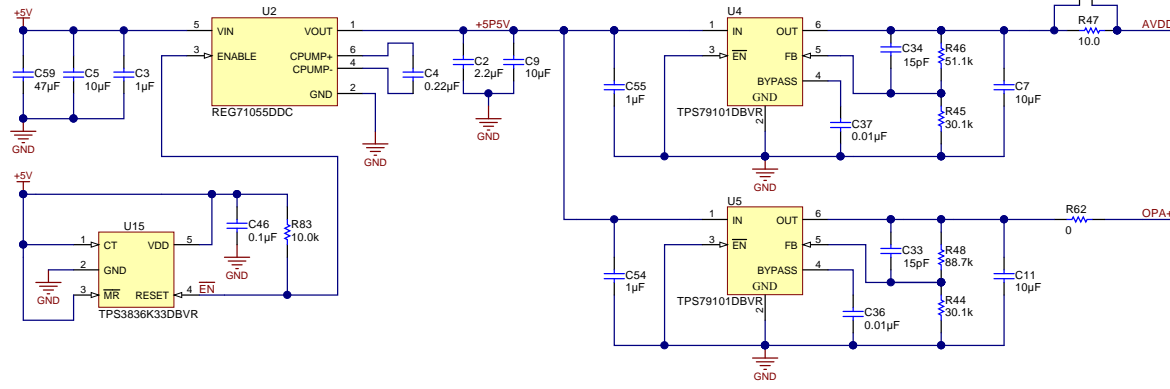 +5V
U2
5
VIN
VOUT
1
+5P5V
3
ENABLE
CPUMP+
6
CPUMP-
4
GND
2
REG71055DDC
C59
47µF
C5
10µF
C3
1µF
GND
C4
0.22µF
GND
C2
2.2µF
C9
10µF
GND
U4
1
IN
OUT
6
3
EN
FB
5
BYPASS
4
GND
2
TPS79101DBVR
C55
1µF
C37
0.01µF
C34
15pF
R46
51.1k
R45
30.1k
C7
10µF
R47
10.0
AVDD
GND
+5V
U15
1
CT
VDD
5
2
GND
3
MR
RESET
4
EN
TPS3836K33DBVR
GND
C46
0.1µF
R83
10.0k
GND
U5
1
IN
OUT
6
3
EN
FB
5
BYPASS
4
GND
2
TPS79101DBVR
C54
1µF
C36
0.01µF
C33
15pF
R48
88.7k
R44
30.1k
C11
10µF
R62
0
OPA+
GND